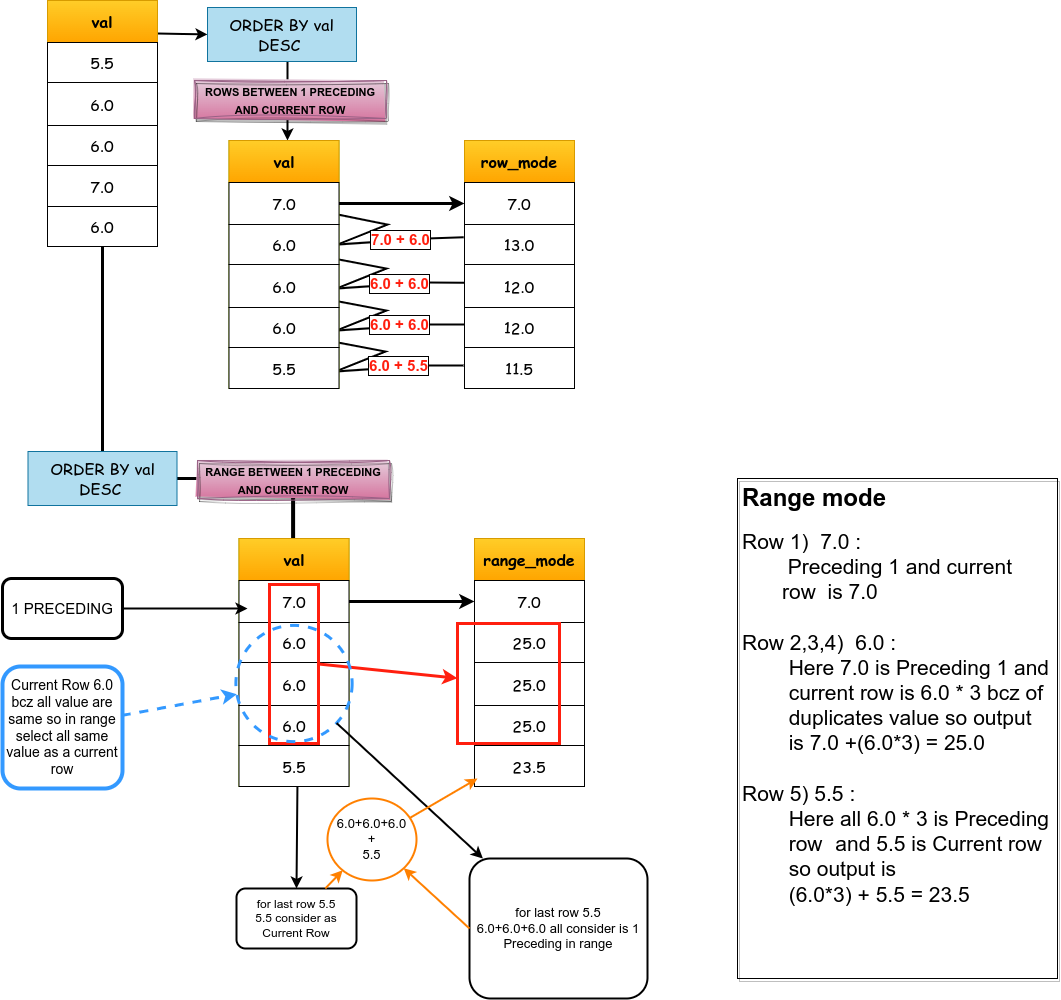 val
5.5
6.0
6.0
7.0
6.0
ORDER BY val
DESC
ROWS BETWEEN 1 PRECEDING
AND CURRENT ROW
val
7.0
6.0
6.0
6.0
5.5
7.0 + 6.0
6.0 + 6.0
6.0 + 6.0
6.0 + 5.5
row_mode
7.0
13.0
12.0
12.0
11.5
ORDER BY val
DESC
RANGE BETWEEN 1 PRECEDING
AND CURRENT ROW
1 PRECEDING
Current Row 6.0
bcz all value are
same so in range
select all same
value as a current
row
val
7.0
6.0
6.0
6.0
5.5
range_mode
7.0
25.0
25.0
25.0
23.5
6.0+6.0+6.0
+
5.5
for last row 5.5
5.5 consider as
Current Row
for last row 5.5
6.0+6.0+6.0 all consider is 1
Preceding in range
Range mode
Row 1) 7.0 :
Preceding 1 and current
row is 7.0
Row 2,3,4) 6.0 :
Here 7.0 is Preceding 1 and
current row is 6.0 * 3 bcz of
duplicates value so output
is 7.0 +(6.0*3) = 25.0
Row 5) 5.5 :
Here all 6.0 * 3 is Preceding
row and 5.5 is Current row
so output is
(6.0*3) + 5.5 = 23.5